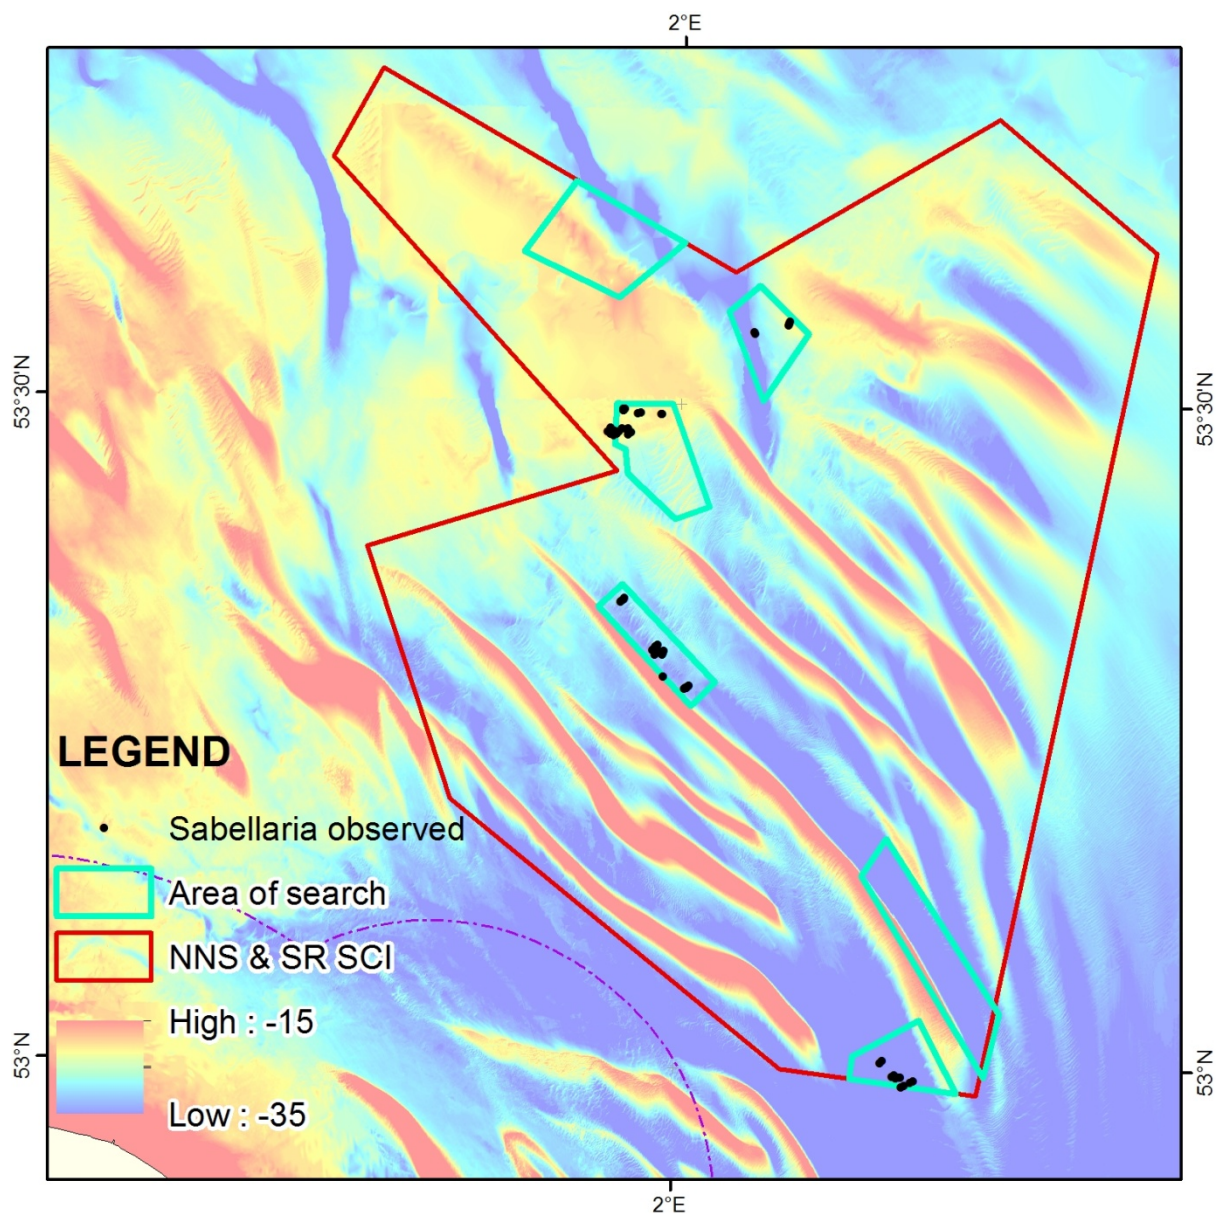 2°E
53°30'N
53°30'N
LEGEND
Sabellaria observed
Area of search
NNS & SR SCI
High : -15
Low : -35
53°N
53°N
2°E